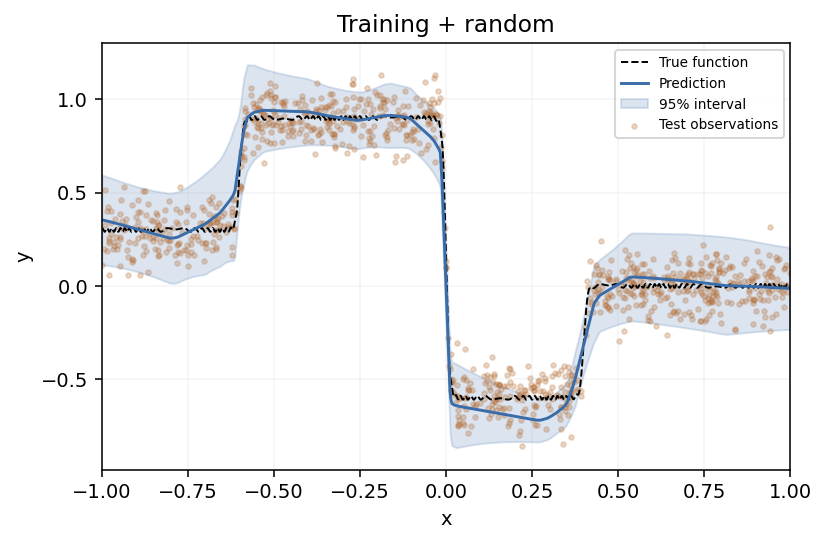 Training + random
True function
Prediction
95% interval
Test observations
1.0
0.5
0.0
−0.5
y
−1.00 −0.75 −0.50 −0.25 0.00 0.25 0.50 0.75 1.00
x